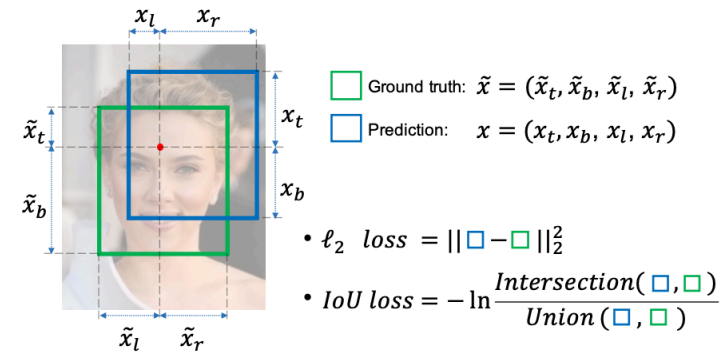 x_l x_r
Ground truth: x̃ = (x̃_t, x̃_b, x̃_l, x̃_r)
x̃_t x_t
Prediction: x = (x_t, x_b, x_l, x_r)
x̃_b x_b
• ℓ_2 loss = ||□−□||_2^2
• IoU loss = −ln Intersection(□,□) / Union(□,□)
x̃_l x̃_r